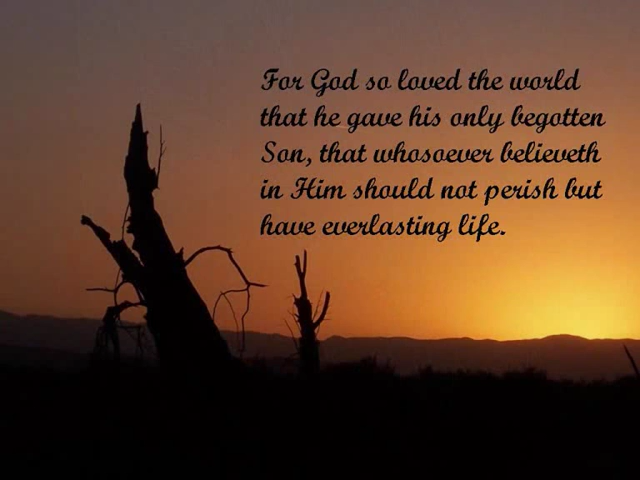 For God so loved the world
that he gave his only begotten
Son, that whosoever believeth
in Him should not perish but
have everlasting life.